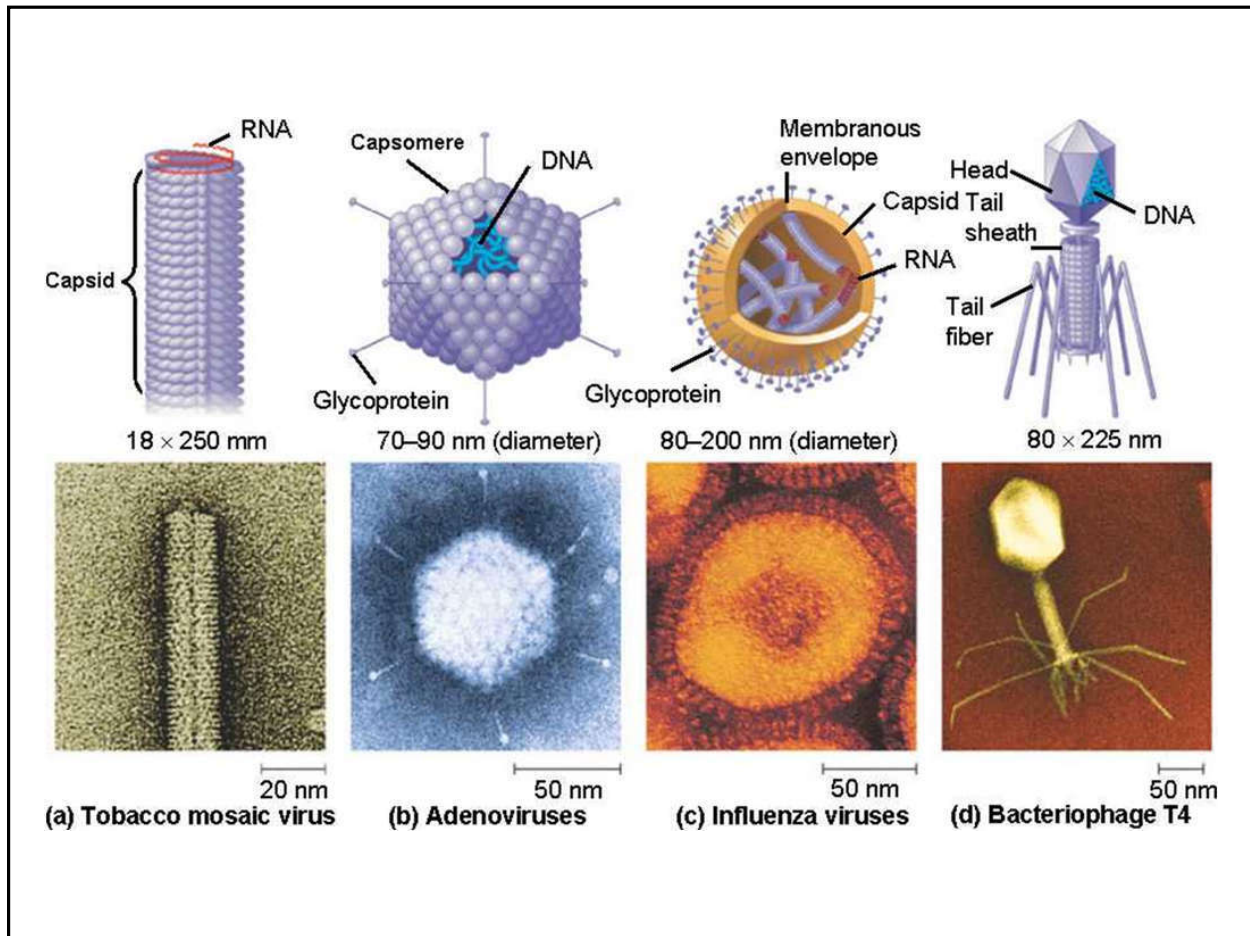 RNA
Capsid
18 × 250 mm
20 nm
(a) Tobacco mosaic virus
Capsomere
DNA
Glycoprotein
70–90 nm (diameter)
50 nm
(b) Adenoviruses
Membranous
envelope
Capsid
RNA
Glycoprotein
80–200 nm (diameter)
50 nm
(c) Influenza viruses
Head
DNA
Tail
sheath
Tail
fiber
80 × 225 nm
50 nm
(d) Bacteriophage T4